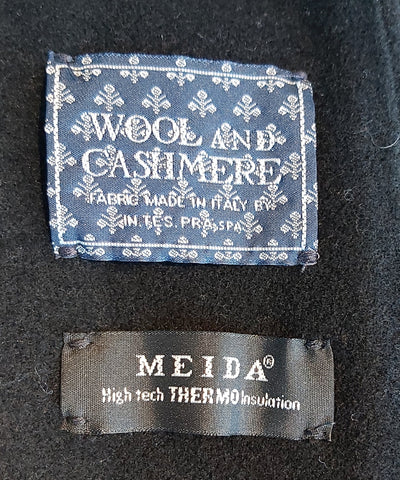 WOOL AND
CASHMERE
FABRIC MADE IN ITALY BY
IN.TES.PRA.SPA
MEIDA®
High tech THERMO Insulation